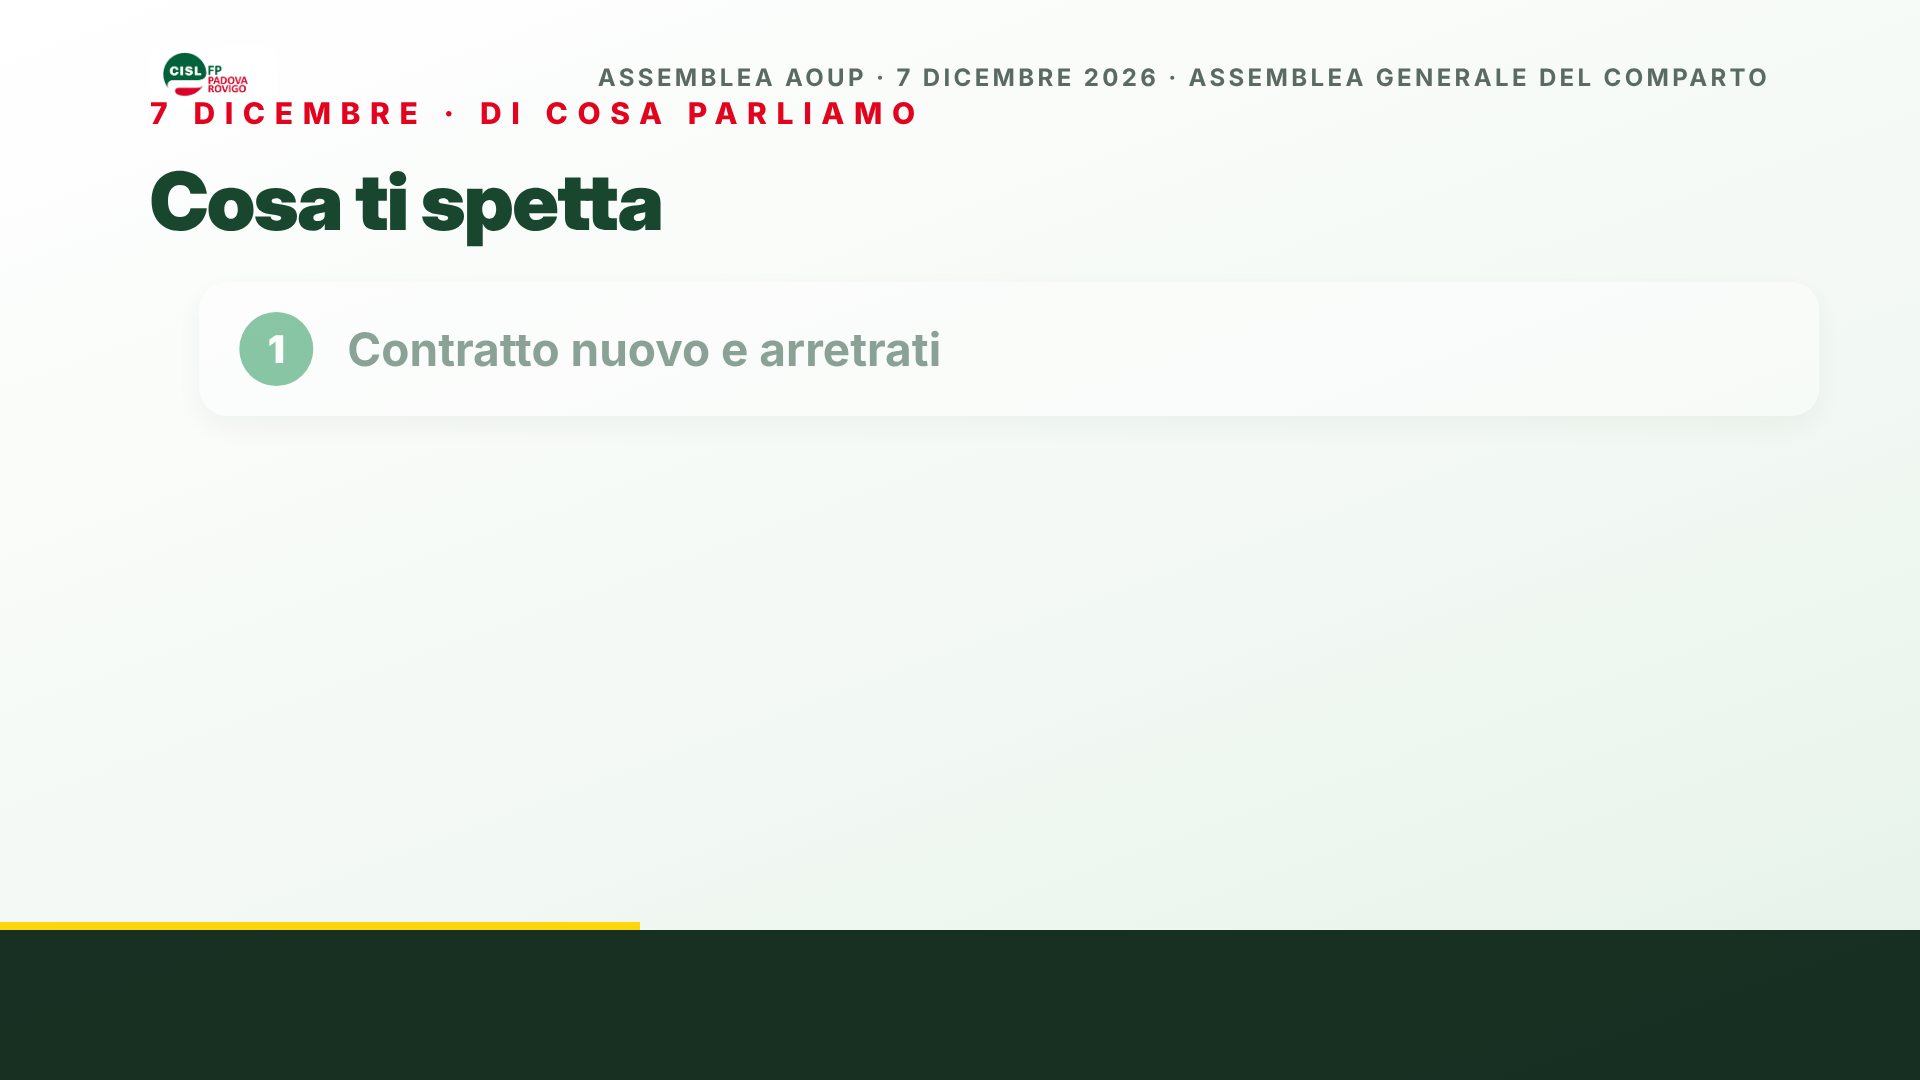 CISL FP
PADOVA
ROVIGO
ASSEMBLEA AOUP · 7 DICEMBRE 2026 · ASSEMBLEA GENERALE DEL COMPARTO
7 DICEMBRE · DI COSA PARLIAMO
Cosa ti spetta
1 Contratto nuovo e arretrati